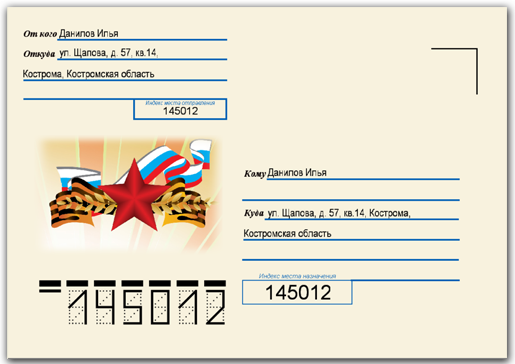 От кого Данилов Илья
Откуда ул. Щапова, д. 57, кв.14,
Кострома, Костромская область
Индекс места отправления
145012
Кому Данилов Илья
Куда ул. Щапова, д. 57, кв.14, Кострома,
Костромская область
Индекс места назначения
145012
145012